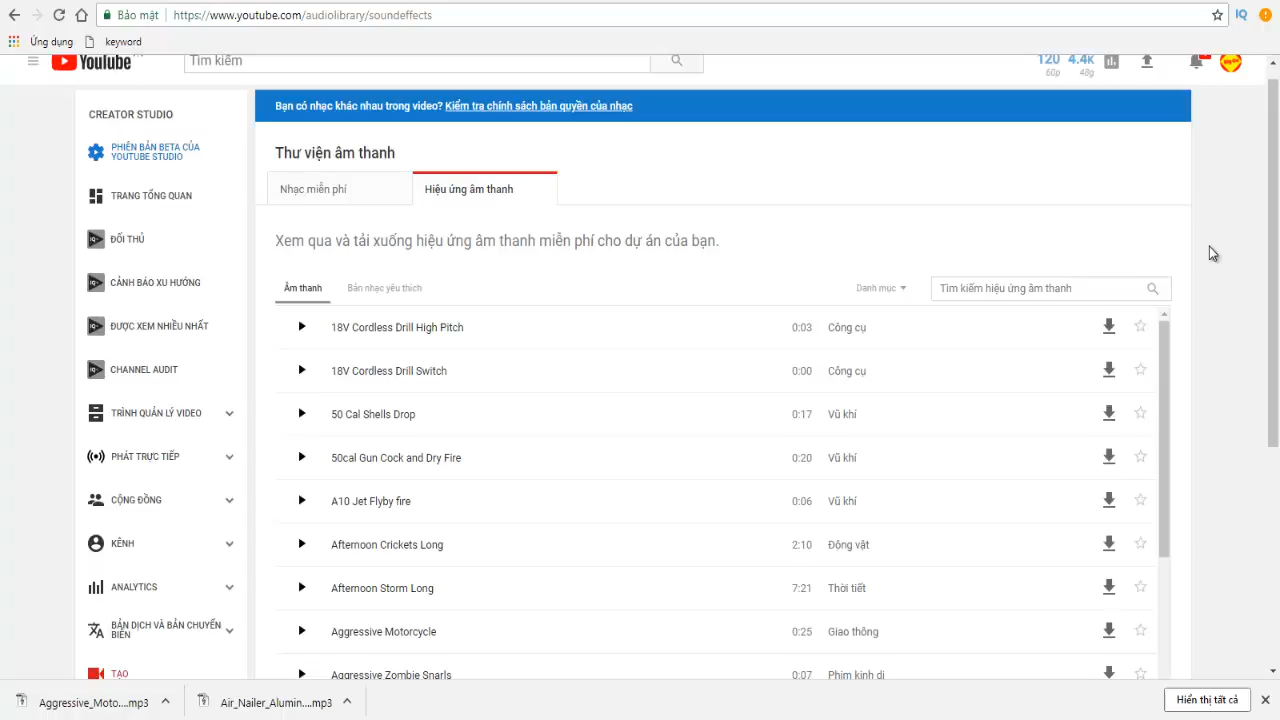 Bảo mật https://www.youtube.com/audiolibrary/soundeffects IQ
Ứng dụng keyword
YouTube Tìm kiếm 120 4.4K
60p 48g
CREATOR STUDIO
PHIÊN BẢN BETA CỦA
YOUTUBE STUDIO
TRANG TỔNG QUAN
ĐỐI THỦ
CẢNH BÁO XU HƯỚNG
ĐƯỢC XEM NHIỀU NHẤT
CHANNEL AUDIT
TRÌNH QUẢN LÝ VIDEO
PHÁT TRỰC TIẾP
CỘNG ĐỒNG
KÊNH
ANALYTICS
BẢN DỊCH VÀ BẢN CHUYỂN
BIÊN
TẠO
Bạn có nhạc khác nhau trong video? Kiểm tra chính sách bản quyền của nhạc
Thư viện âm thanh
Nhạc miễn phí Hiệu ứng âm thanh
Xem qua và tải xuống hiệu ứng âm thanh miễn phí cho dự án của bạn.
Âm thanh Bản nhạc yêu thích Danh mục Tìm kiếm hiệu ứng âm thanh
18V Cordless Drill High Pitch 0:03 Công cụ
18V Cordless Drill Switch 0:00 Công cụ
50 Cal Shells Drop 0:17 Vũ khí
50cal Gun Cock and Dry Fire 0:20 Vũ khí
A10 Jet Flyby fire 0:06 Vũ khí
Afternoon Crickets Long 2:10 Động vật
Afternoon Storm Long 7:21 Thời tiết
Aggressive Motorcycle 0:25 Giao thông
Aggressive Zombie Snarls 0:07 Phim kinh dị
Aggressive_Moto....mp3 Air_Nailer_Alumin....mp3 Hiển thị tất cả